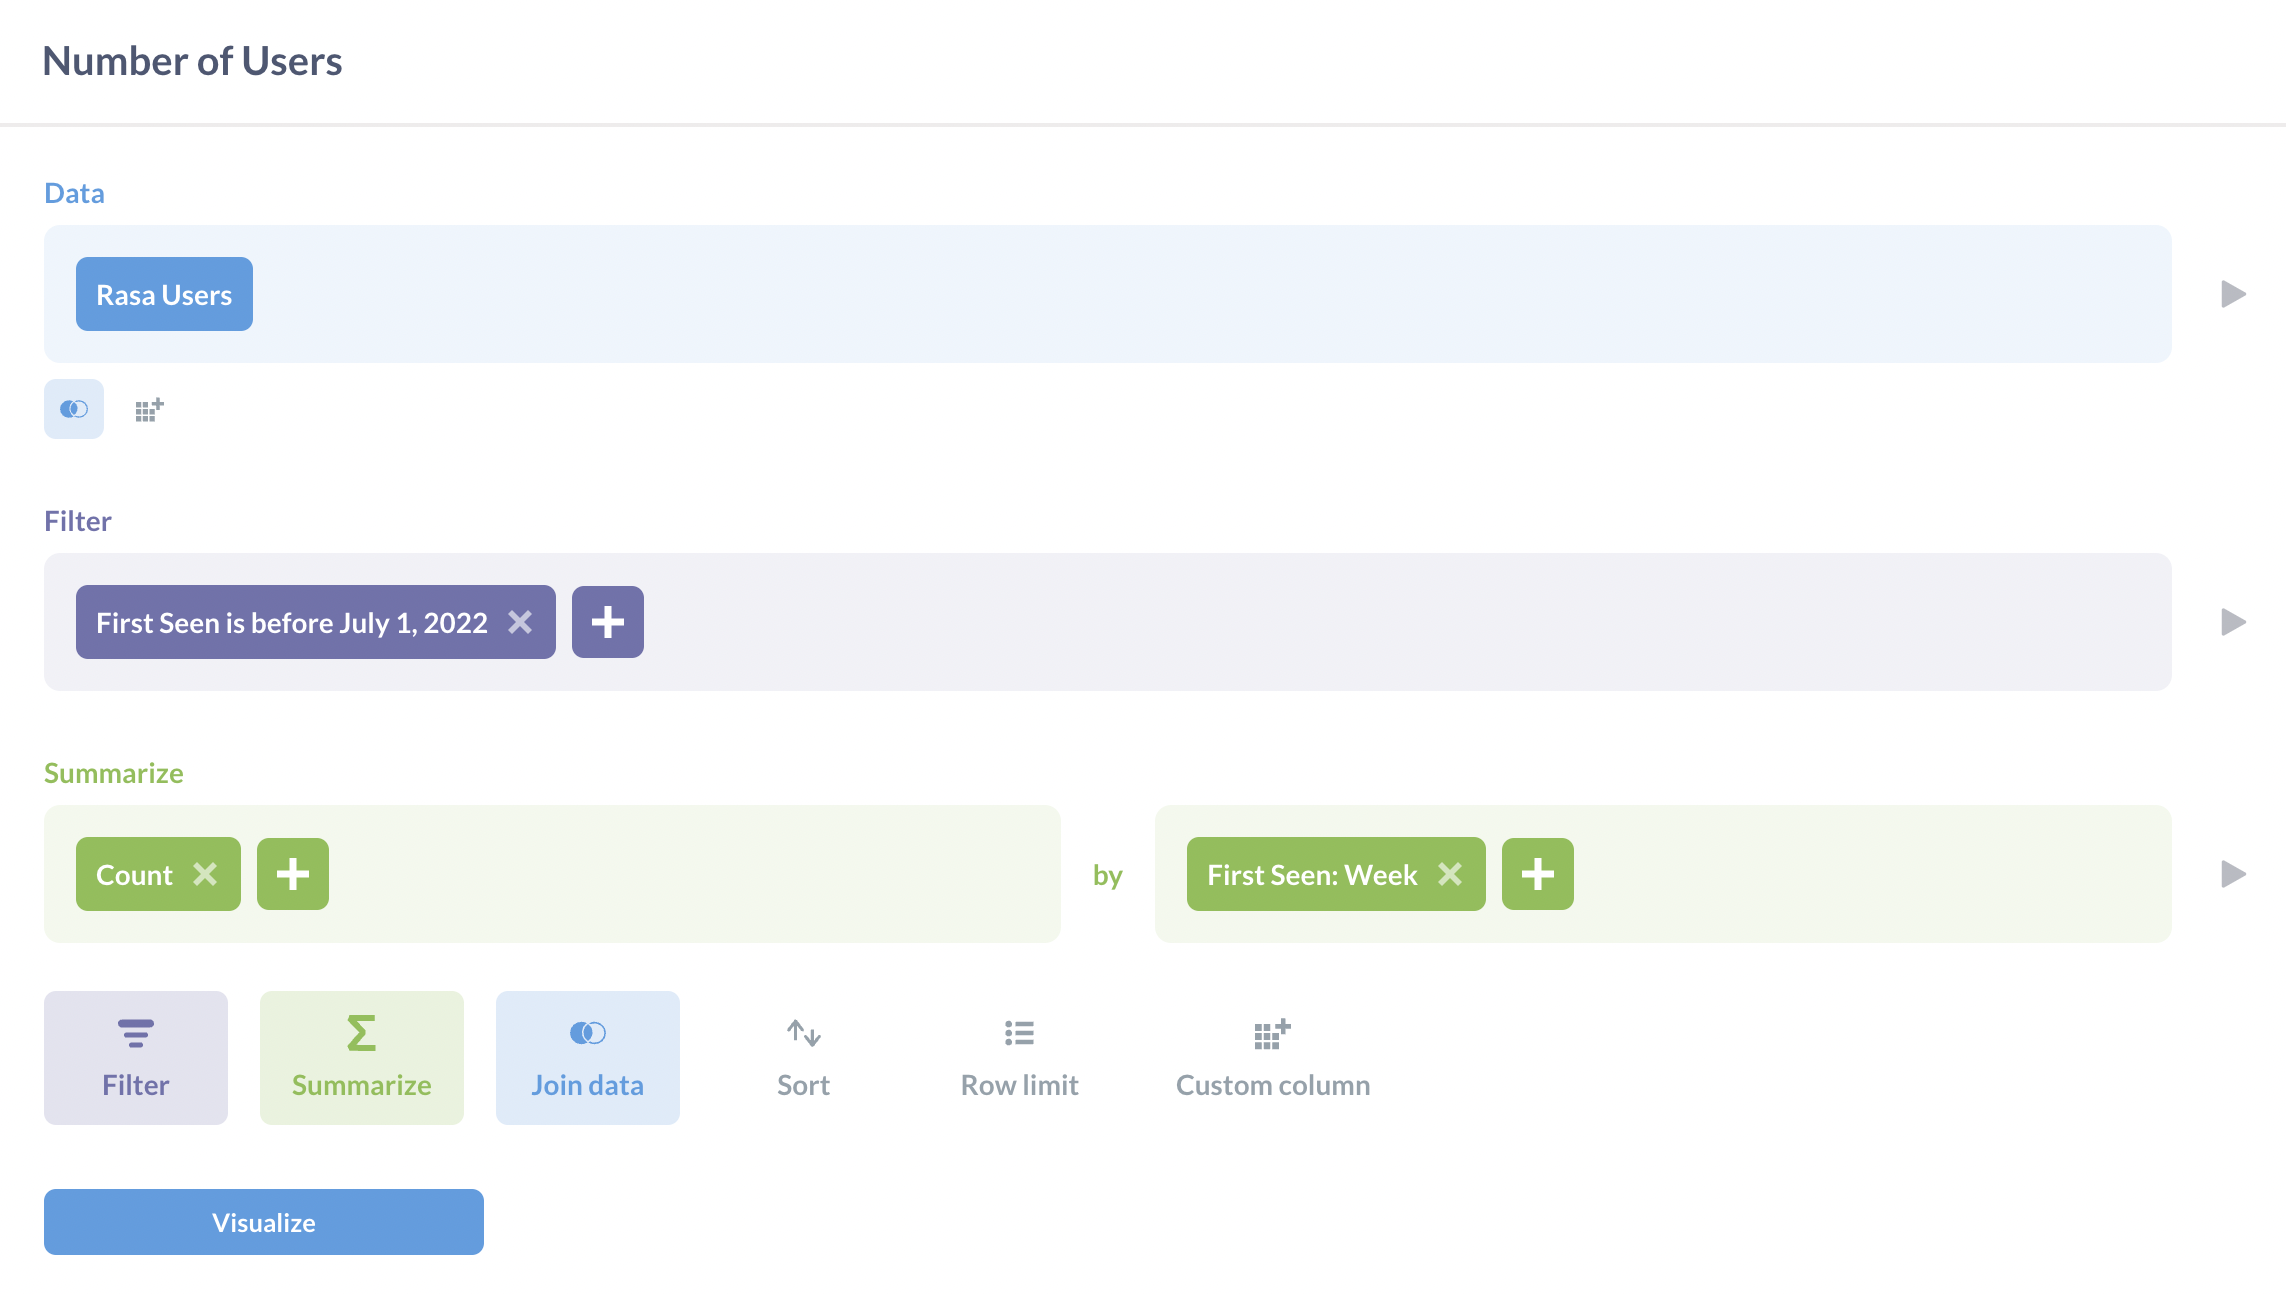 Number of Users
Data
Rasa Users
Filter
First Seen is before July 1, 2022
Summarize
Count
by
First Seen: Week
Filter
Summarize
Join data
Sort
Row limit
Custom column
Visualize